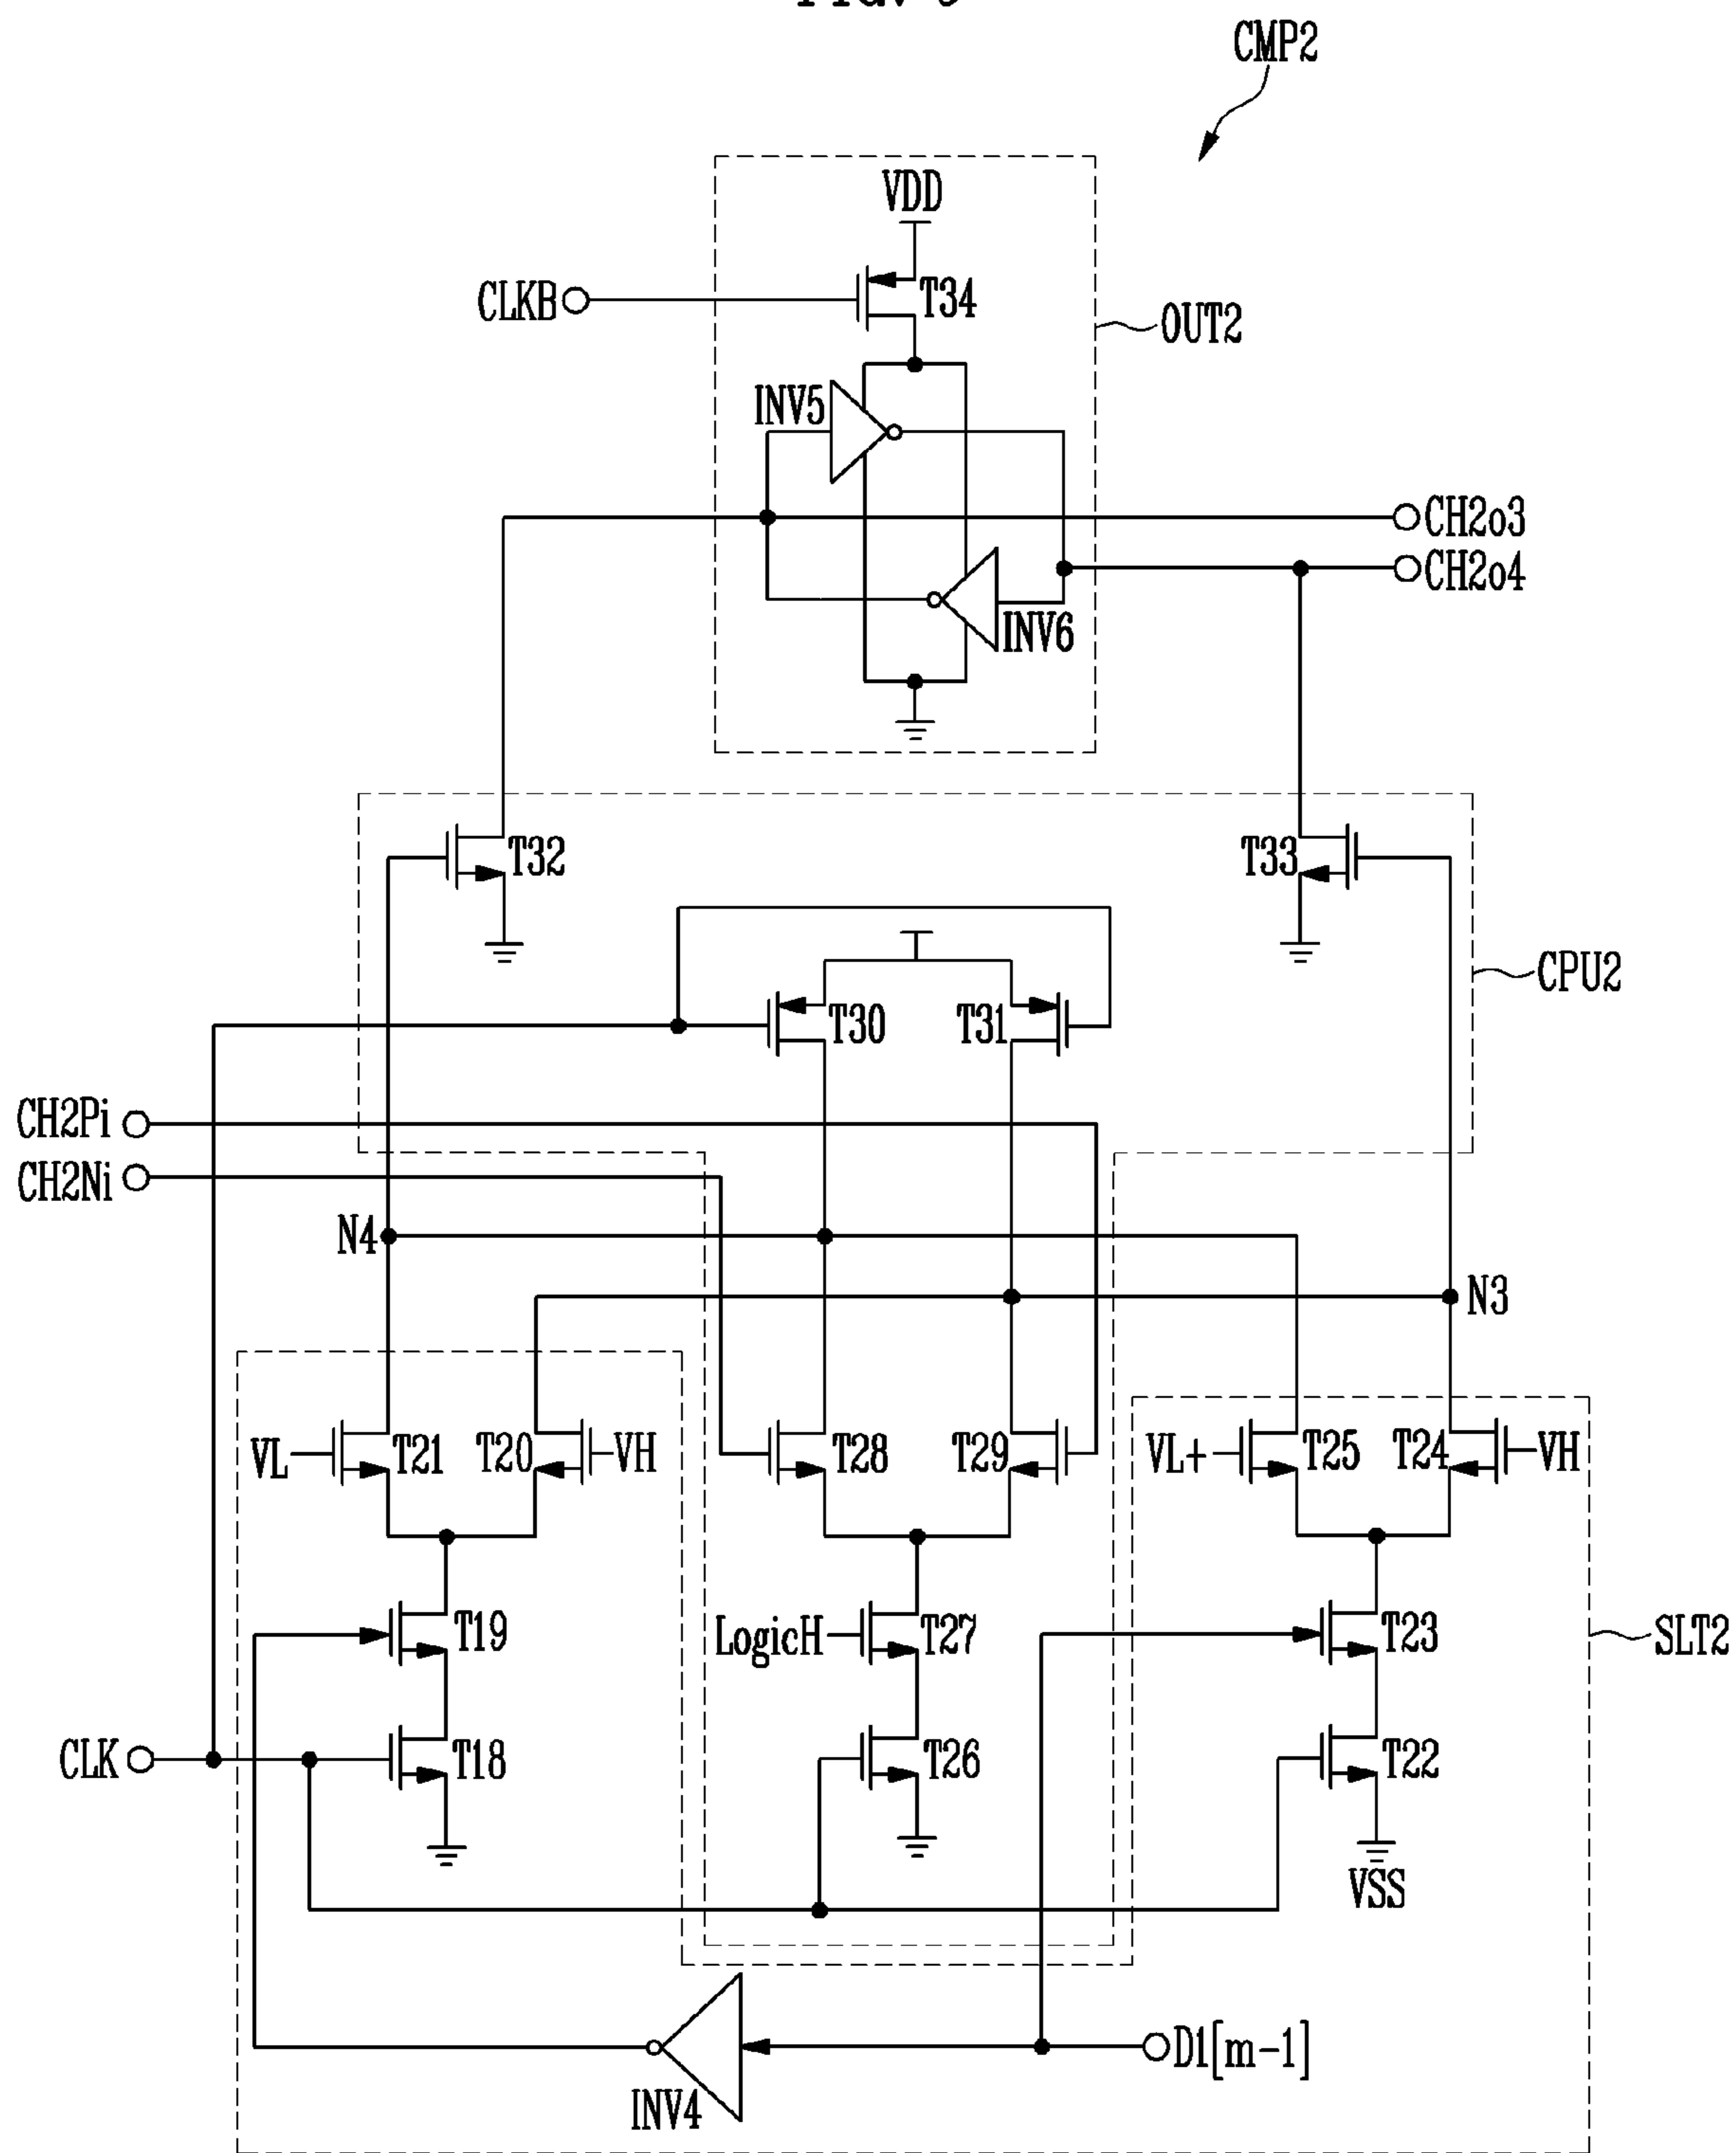 CMP2
VDD
CLKB
T34
OUT2
INV5
CH2o3
CH2o4
INV6
T32
T33
CPU2
T30
T31
CH2Pi
CH2Ni
N4
N3
VL
T21
T20
VH
T28
T29
VL+
T25
T24
VH
T19
LogicH
T27
T23
SLT2
CLK
T18
T26
T22
VSS
D1[m-1]
INV4